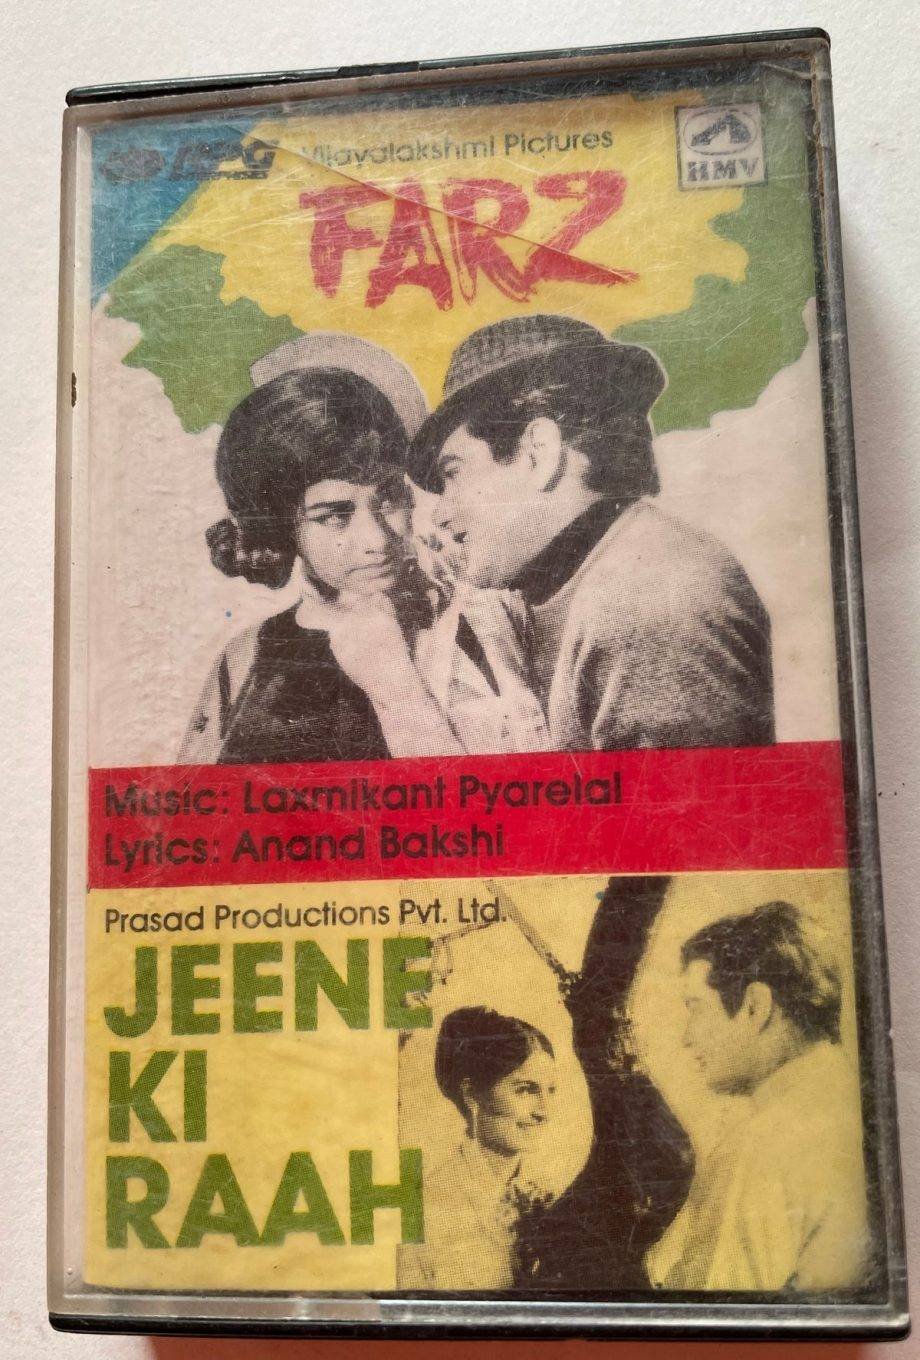 Vijayalakshmi Pictures
FARZ
HMV
Music: Laxmikant Pyarelal
Lyrics: Anand Bakshi
Prasad Productions Pvt. Ltd.
JEENE
KI
RAAH